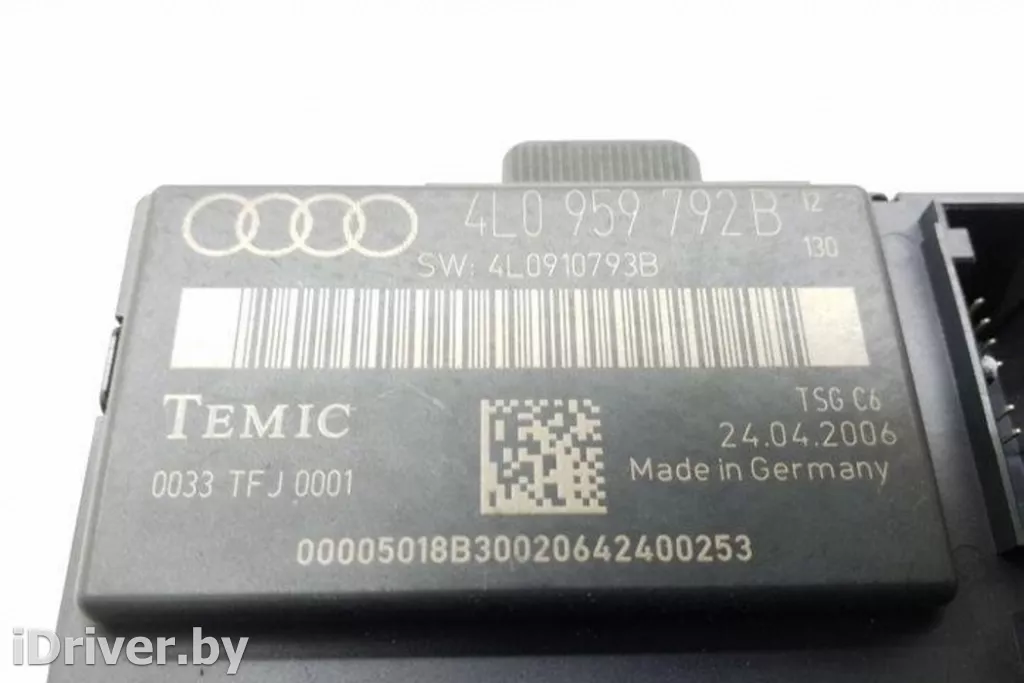 4L0 959 792B 12
SW: 4L0910793B 130
TEMIC
TSG C6
24.04.2006
0033 TFJ 0001
Made in Germany
00005018B30020642400253
iDriver.by